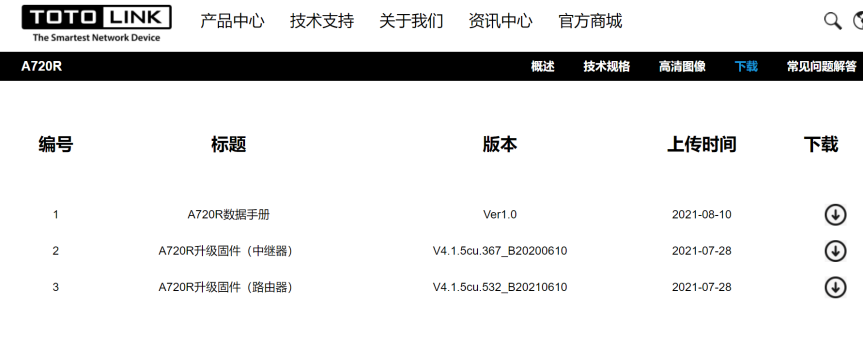 TOTO LINK
The Smartest Network Device
产品中心 技术支持 关于我们 资讯中心 官方商城
A720R 概述 技术规格 高清图像 下载 常见问题解答
编号 标题 版本 上传时间 下载
1 A720R数据手册 Ver1.0 2021-08-10
2 A720R升级固件（中继器） V4.1.5cu.367_B20200610 2021-07-28
3 A720R升级固件（路由器） V4.1.5cu.532_B20210610 2021-07-28